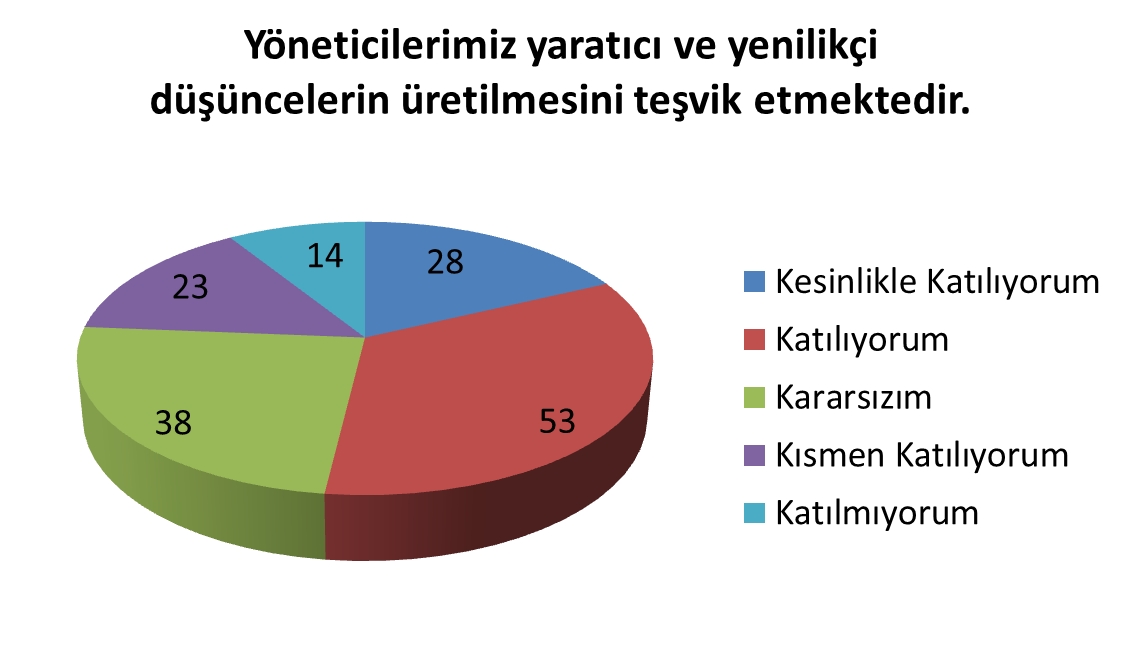 Yöneticilerimiz yaratıcı ve yenilikçi
düşüncelerin üretilmesini teşvik etmektedir.
14
28
23
38
53
Kesinlikle Katılıyorum
Katılıyorum
Kararsızım
Kısmen Katılıyorum
Katılmıyorum